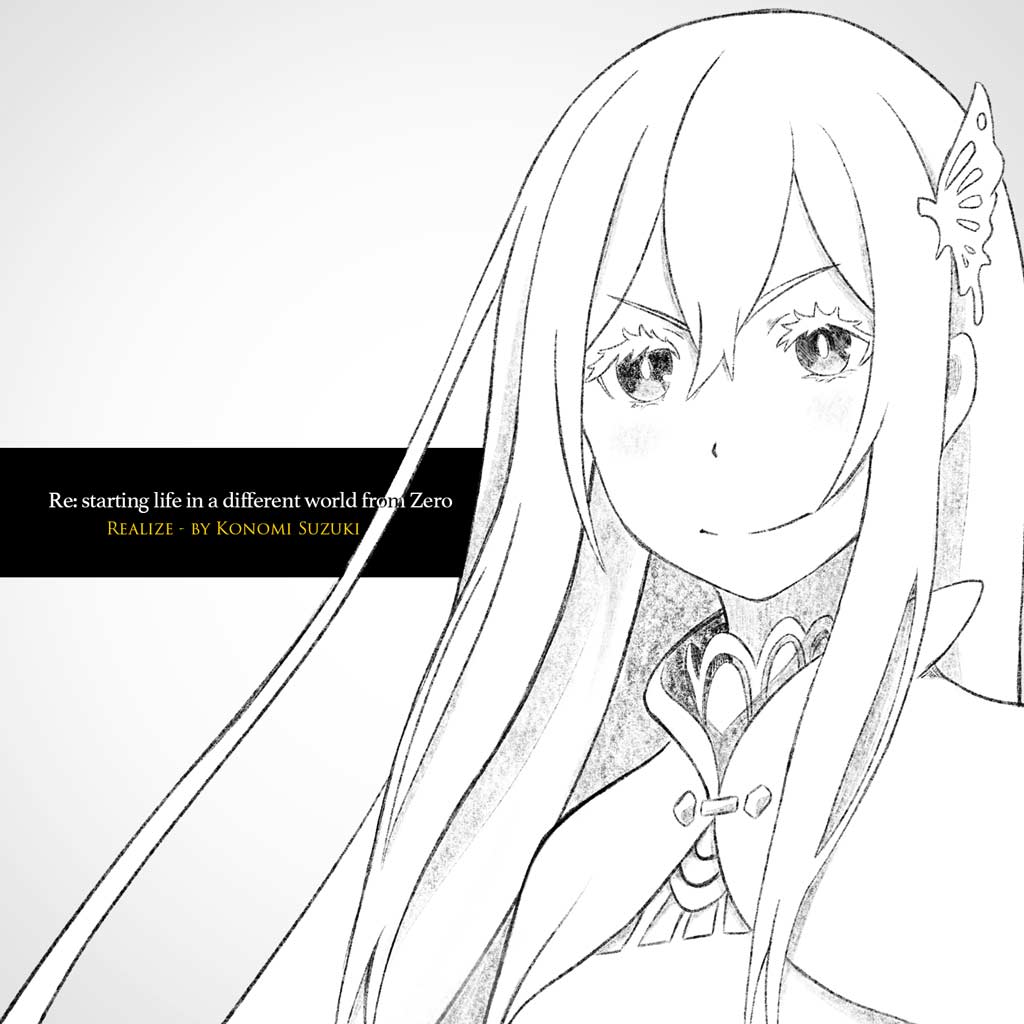 Re: starting life in a different world from Zero
Realize - by Konomi Suzuki